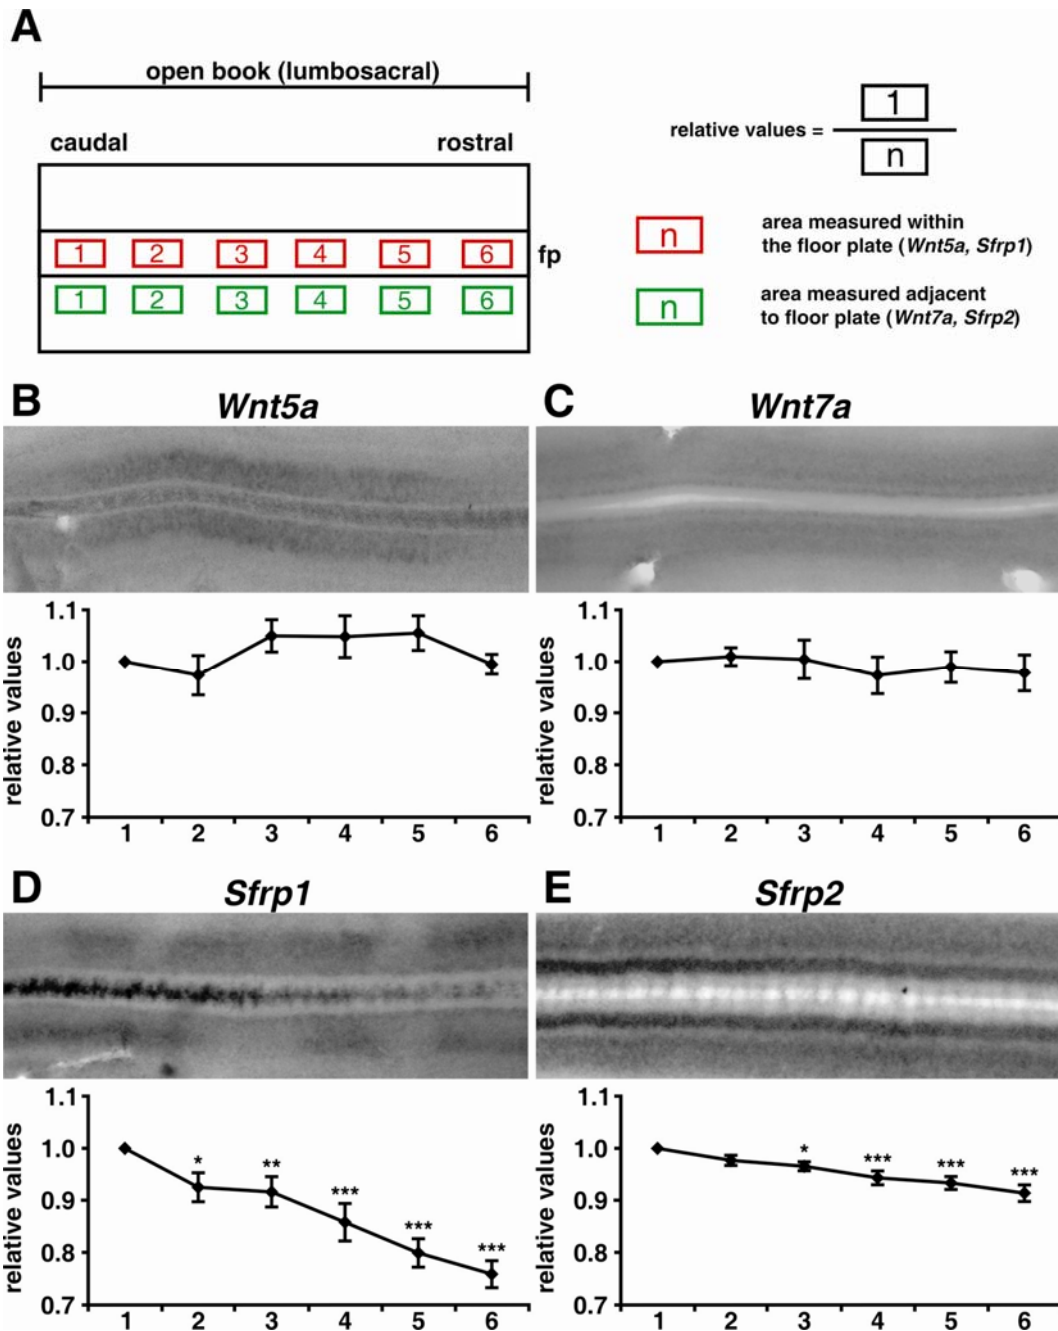 A
open book (lumbosacral)
caudal rostral
1 2 3 4 5 6 fp
1 2 3 4 5 6
relative values = 1
n
n area measured within
the floor plate (Wnt5a, Sfrp1)
n area measured adjacent
to floor plate (Wnt7a, Sfrp2)
B Wnt5a
relative values
1.1
1.0
0.9
0.8
0.7
1 2 3 4 5 6
C Wnt7a
relative values
1.1
1.0
0.9
0.8
0.7
1 2 3 4 5 6
D Sfrp1
relative values
1.1
1.0
0.9
0.8
0.7
* ** *** *** ***
1 2 3 4 5 6
E Sfrp2
relative values
1.1
1.0
0.9
0.8
0.7
* *** *** ***
1 2 3 4 5 6